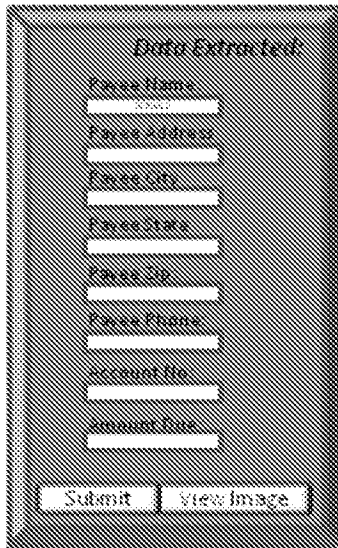 Data Extracted:
Payee Name
Payee Address
Payee City
Payee State
Payee Zip
Payee Phone
Account No
Amount Due
Submit View Image